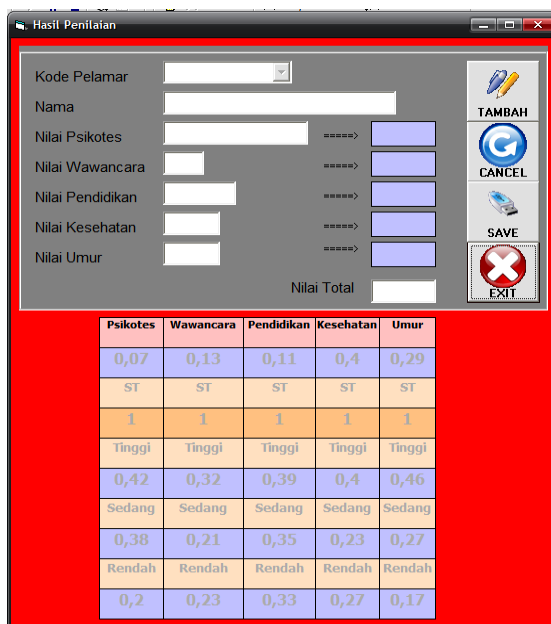 Hasil Penilaian
Kode Pelamar
TAMBAH
Nama
Nilai Psikotes =====>
CANCEL
Nilai Wawancara =====>
Nilai Pendidikan =====>
SAVE
Nilai Kesehatan =====>
Nilai Umur =====>
EXIT
Nilai Total
Psikotes Wawancara Pendidikan Kesehatan Umur
0,07 0,13 0,11 0,4 0,29
ST ST ST ST ST
1 1 1 1 1
Tinggi Tinggi Tinggi Tinggi Tinggi
0,42 0,32 0,39 0,4 0,46
Sedang Sedang Sedang Sedang Sedang
0,38 0,21 0,35 0,23 0,27
Rendah Rendah Rendah Rendah Rendah
0,2 0,23 0,33 0,27 0,17